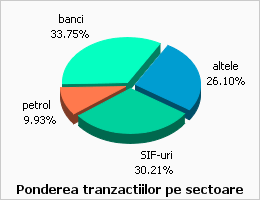 banci
33.75%
altele
26.10%
petrol
9.93%
SIF-uri
30.21%
Ponderea tranzactiilor pe sectoare